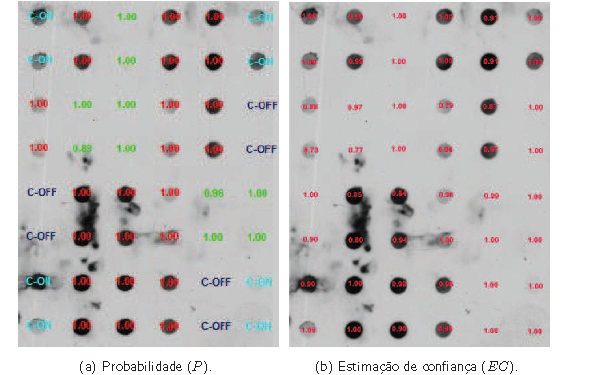 C-ON 1.00 1.00 1.00 1.00 C-ON
C-ON 1.00 1.00 1.00 1.00 C-ON
1.00 1.00 1.00 1.00 1.00 C-OFF
1.00 0.89 1.00 1.00 1.00 C-OFF
C-OFF 1.00 1.00 1.00 0.96 1.00
C-OFF 1.00 1.00 1.00 1.00 1.00
C-ON 1.00 1.00 1.00 C-OFF C-ON
C-ON 1.00 1.00 1.00 C-OFF C-ON
(a) Probabilidade (P).
1.00 0.91
1.00 0.91
0.97 1.00 1.00
0.73 0.77 1.00 1.00
1.00 0.85 0.94 0.98 0.99 1.00
0.90 0.80 0.94 1.00 1.00
0.90 1.00 0.90 1.00 1.00
1.00 1.00 0.90 1.00 1.00
(b) Estimação de confiança (EC).